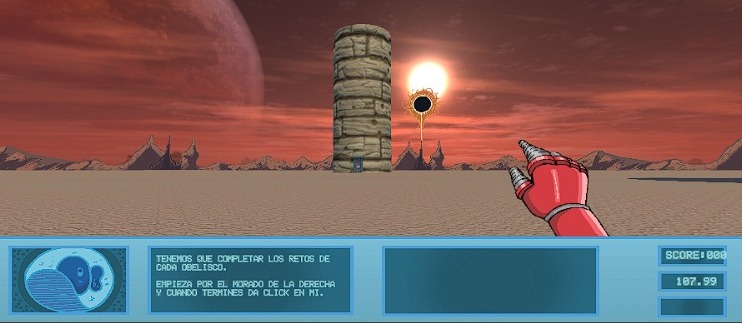 TENEMOS QUE COMPLETAR LOS RETOS DE
CADA OBELISCO.
EMPIEZA POR EL MORADO DE LA DERECHA
Y CUANDO TERMINES DA CLICK EN MI.
SCORE:000
107.99